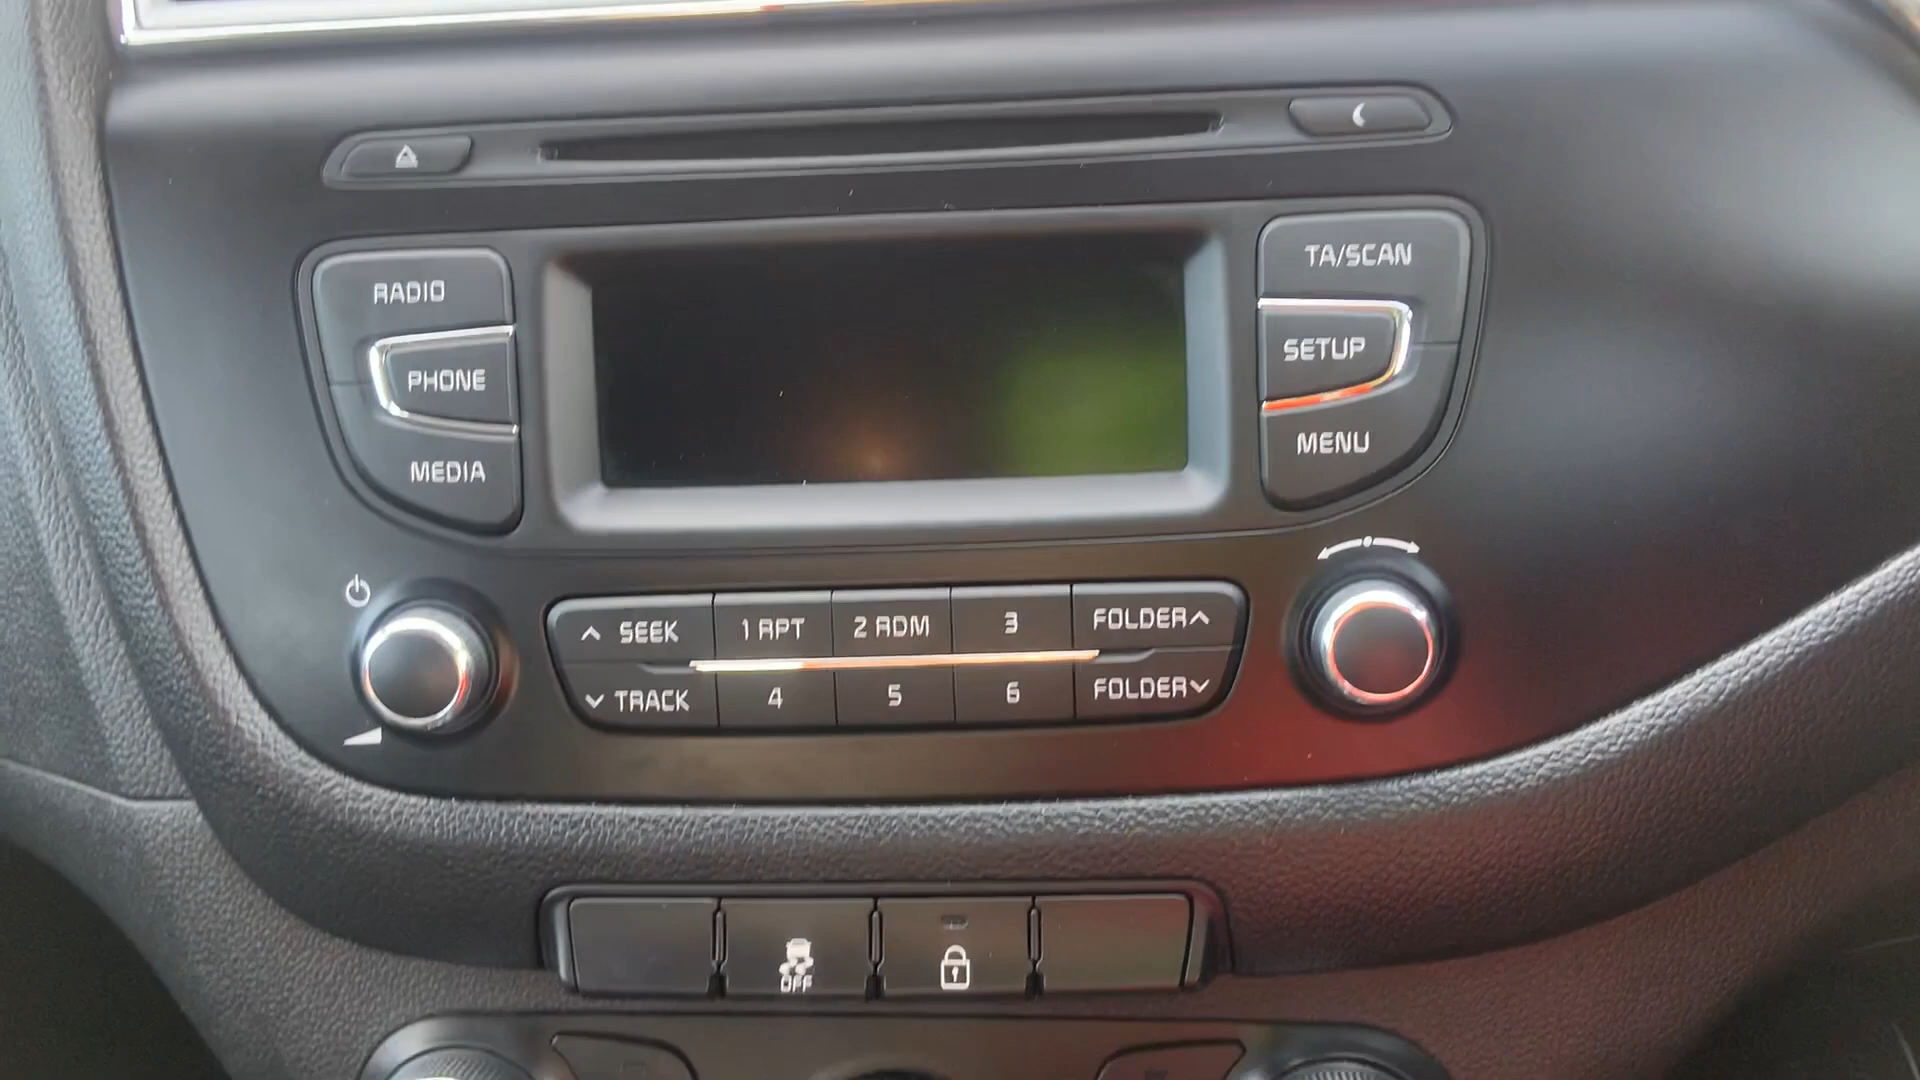 RADIO
PHONE
MEDIA
TA/SCAN
SETUP
MENU
SEEK 1 RPT 2 RDM 3 FOLDER
TRACK 4 5 6 FOLDER
OFF